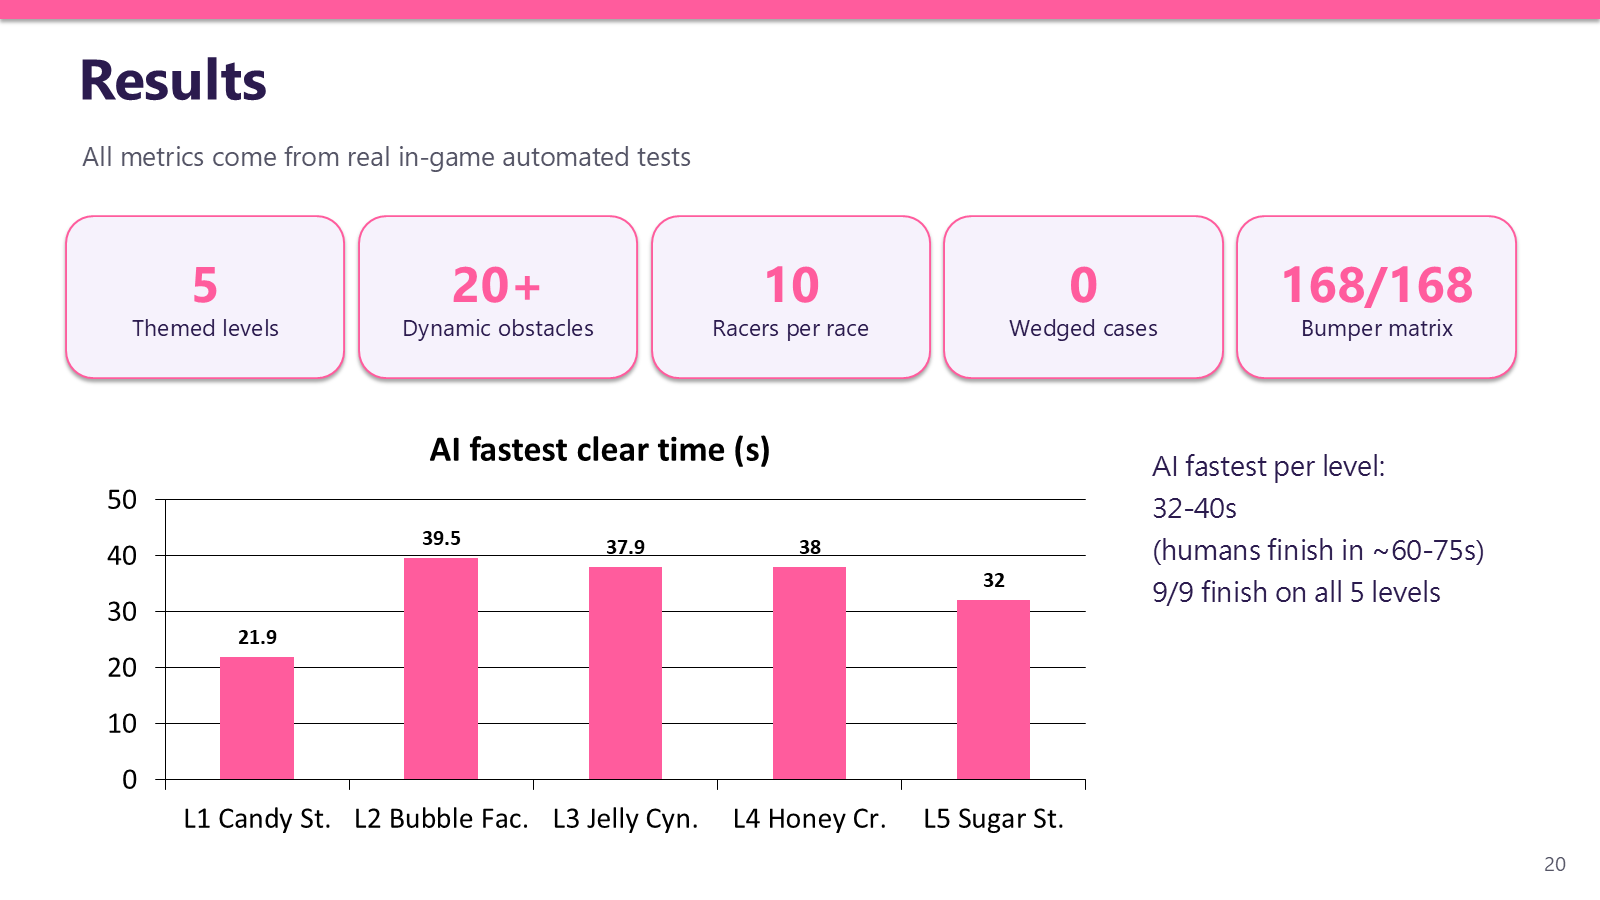 Results
All metrics come from real in-game automated tests
5
Themed levels
20+
Dynamic obstacles
10
Racers per race
0
Wedged cases
168/168
Bumper matrix
AI fastest clear time (s)
50
40
30
20
10
0
21.9
39.5
37.9
38
32
L1 Candy St.
L2 Bubble Fac.
L3 Jelly Cyn.
L4 Honey Cr.
L5 Sugar St.
AI fastest per level:
32-40s
(humans finish in ~60-75s)
9/9 finish on all 5 levels
20